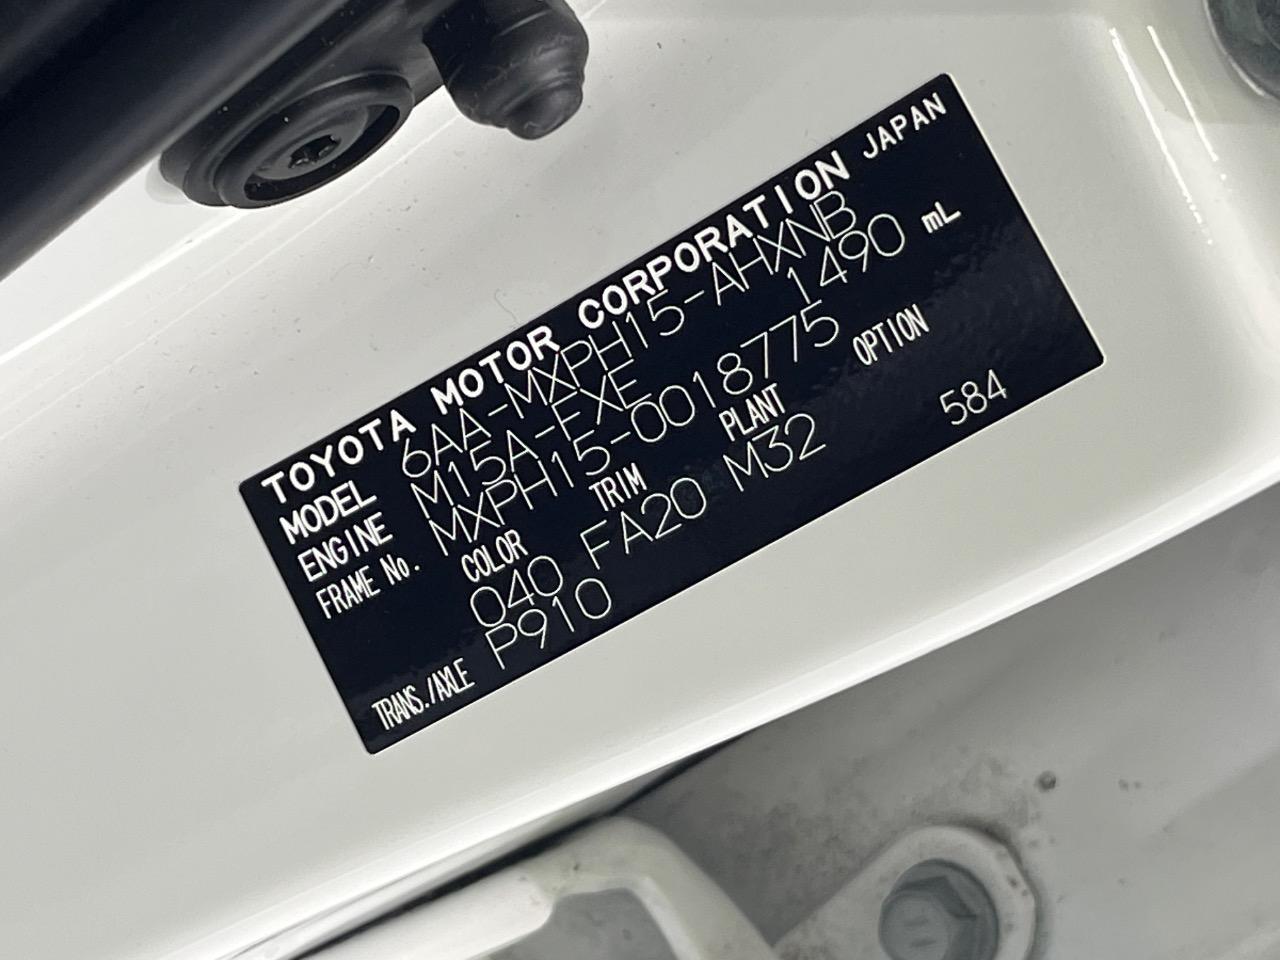 TOYOTA MOTOR CORPORATION JAPAN
MODEL 6AA-MXPH15-AHXNB
ENGINE M15A-FXE 1490 mL
FRAME No. MXPH15-0018775
COLOR TRIM PLANT OPTION
040 FA20 M32 584
TRANS./AXLE P910